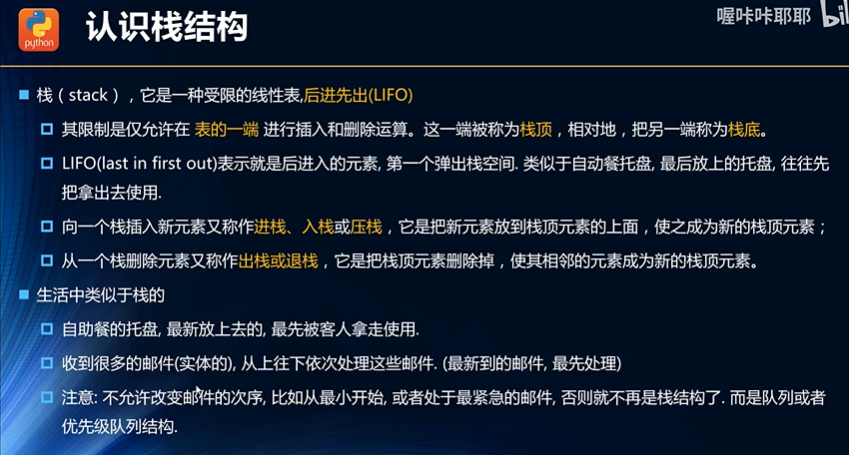 python
认识栈结构
喔咔咔耶耶
栈（stack），它是一种受限的线性表,后进先出(LIFO)
其限制是仅允许在 表的一端 进行插入和删除运算。这一端被称为栈顶，相对地，把另一端称为栈底。
LIFO(last in first out)表示就是后进入的元素, 第一个弹出栈空间. 类似于自动餐托盘, 最后放上的托盘, 往往先
把拿出去使用.
向一个栈插入新元素又称作进栈、入栈或压栈，它是把新元素放到栈顶元素的上面，使之成为新的栈顶元素；
从一个栈删除元素又称作出栈或退栈，它是把栈顶元素删除掉，使其相邻的元素成为新的栈顶元素。
生活中类似于栈的
自助餐的托盘, 最新放上去的, 最先被客人拿走使用.
收到很多的邮件(实体的), 从上往下依次处理这些邮件. (最新到的邮件, 最先处理)
注意: 不允许改变邮件的次序, 比如从最小开始, 或者处于最紧急的邮件, 否则就不再是栈结构了. 而是队列或者
优先级队列结构.